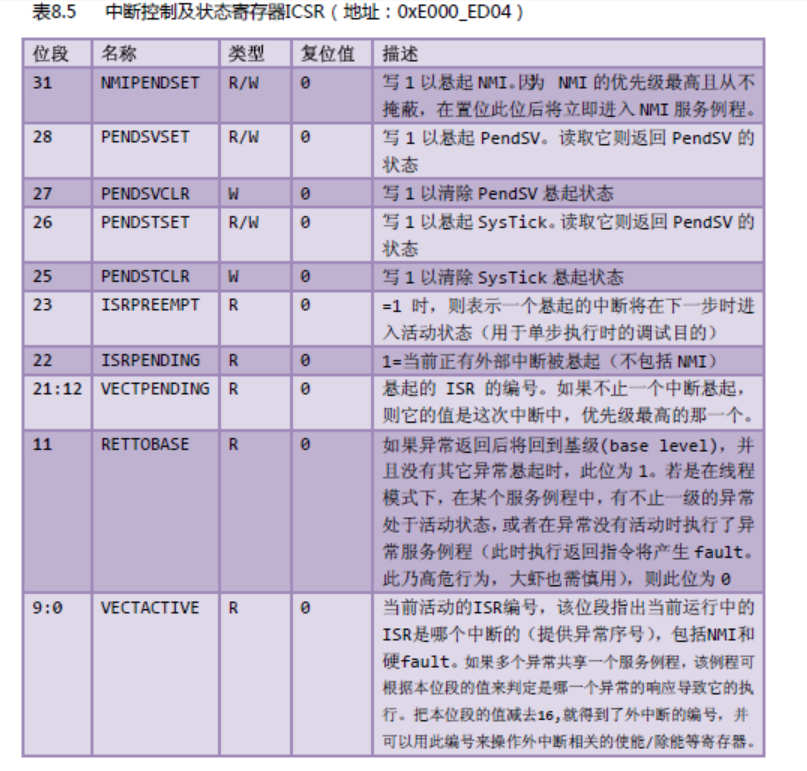 表8.5 中断控制及状态寄存器ICSR（地址：0xE000_ED04）
位段 名称 类型 复位值 描述
31 NMIPENDSET R/W 0 写 1 以悬起 NMI。因为 NMI 的优先级最高且从不
掩蔽，在置位此位后将立即进入 NMI 服务例程。
28 PENDSVSET R/W 0 写 1 以悬起 PendSV。读取它则返回 PendSV 的
状态
27 PENDSVCLR W 0 写 1 以清除 PendSV 悬起状态
26 PENDSTSET R/W 0 写 1 以悬起 SysTick。读取它则返回 PendSV 的
状态
25 PENDSTCLR W 0 写 1 以清除 SysTick 悬起状态
23 ISRPREEMPT R 0 =1 时，则表示一个悬起的中断将在下一步时进
入活动状态（用于单步执行时的调试目的）
22 ISRPENDING R 0 1=当前正有外部中断被悬起（不包括 NMI）
21:12 VECTPENDING R 0 悬起的 ISR 的编号。如果不止一个中断悬起，
则它的值是这次中断中，优先级最高的那一个。
11 RETTOBASE R 0 如果异常返回后将回到基级(base level)，并
且没有其它异常悬起时，此位为 1。若是在线程
模式下，在某个服务例程中，有不止一级的异常
处于活动状态，或者在异常没有活动时执行了异
常服务例程（此时执行返回指令将产生 fault。
此乃高危行为，大虾也需慎用），则此位为 0
9:0 VECTACTIVE R 0 当前活动的ISR编号，该位段指出当前运行中的
ISR是哪个中断的（提供异常序号），包括NMI和
硬fault。如果多个异常共享一个服务例程，该例程可
根据本位段的值来判定是哪一个异常的响应导致它的执
行。把本位段的值减去16,就得到了外中断的编号，并
可以用此编号来操作外中断相关的使能/除能等寄存器。